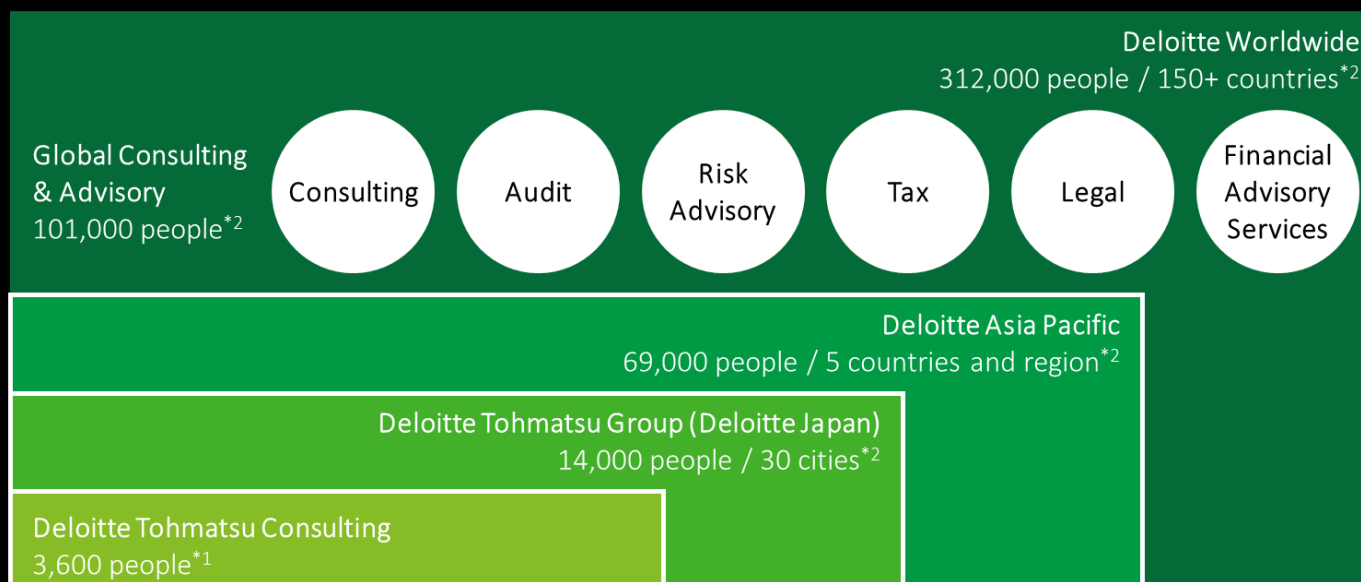 Deloitte Worldwide
312,000 people / 150+ countries*2
Global Consulting
& Advisory
101,000 people*2
Consulting
Audit
Risk
Advisory
Tax
Legal
Financial
Advisory
Services
Deloitte Asia Pacific
69,000 people / 5 countries and region*2
Deloitte Tohmatsu Group (Deloitte Japan)
14,000 people / 30 cities*2
Deloitte Tohmatsu Consulting
3,600 people*1